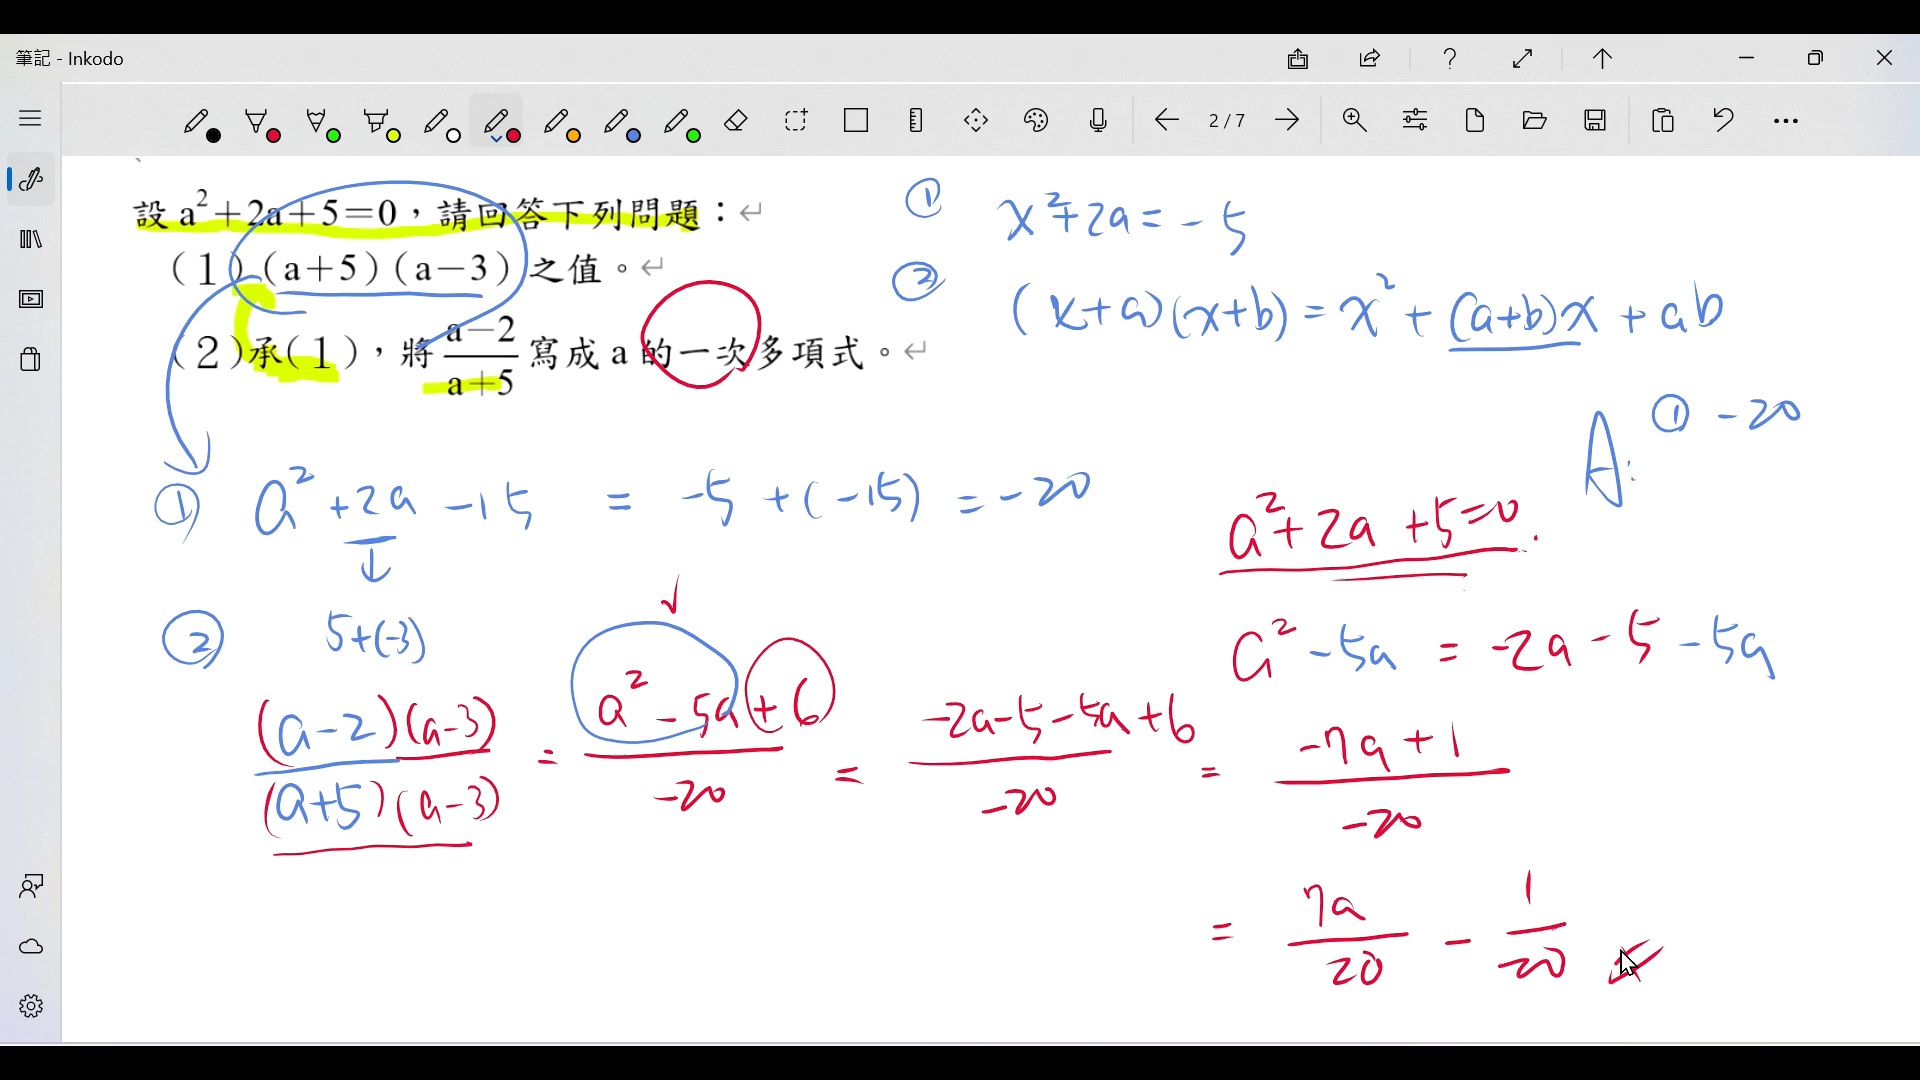 筆記 - Inkodo
2 / 7
設 a²+2a+5=0，請回答下列問題：
(1) (a+5)(a−3) 之值。
(2)承(1)，將 (a−2)/(a+5) 寫成 a 的一次多項式。
① x²+2a = -5
② (x+a)(x+b) = x² + (a+b)x + ab
A: ① -20
① a² +2a -15 = -5 +(-15) = -20
5+(-3)
a²+2a+5=0.
a² -5a = -2a -5 -5a
② (a-2)(a-3)/(a+5)(a-3) = a² -5a +6/-20 = -2a-5-5a+6/-20 = -7a+1/-20
= 7a/20 - 1/20